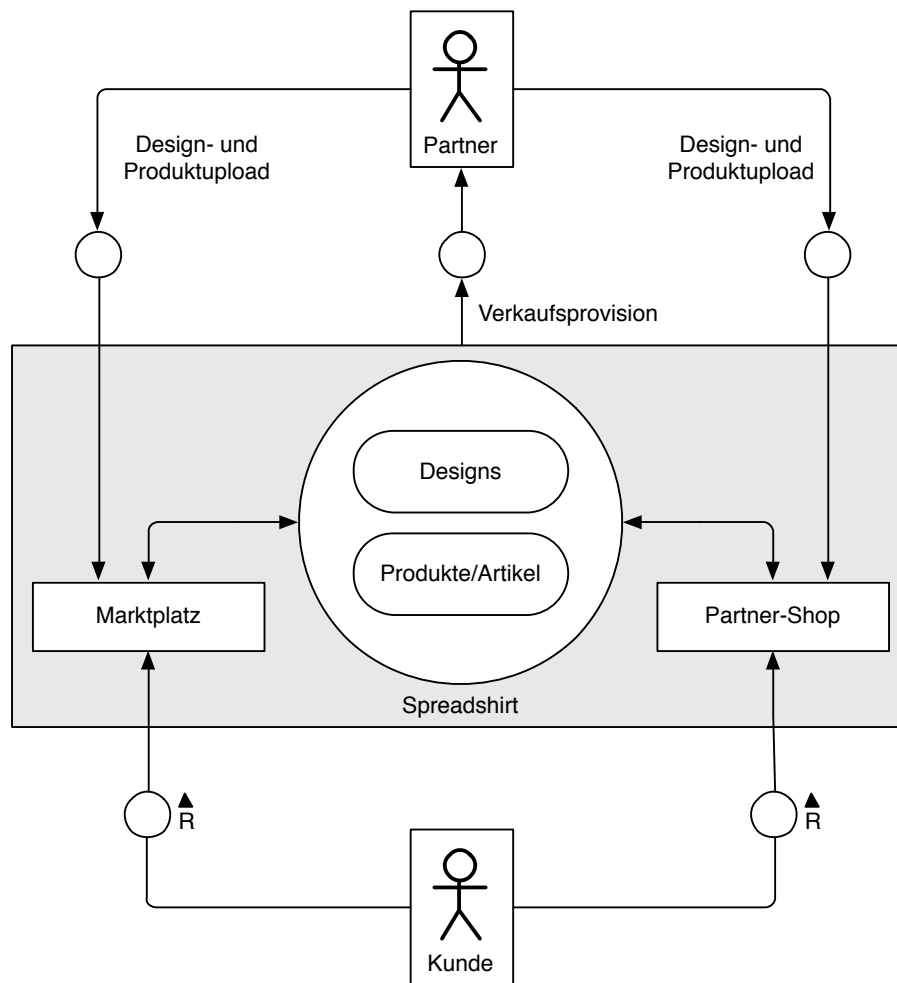 Partner
Design- und
Produktupload
Design- und
Produktupload
Verkaufsprovision
Designs
Produkte/Artikel
Marktplatz
Partner-Shop
Spreadshirt
R
R
Kunde